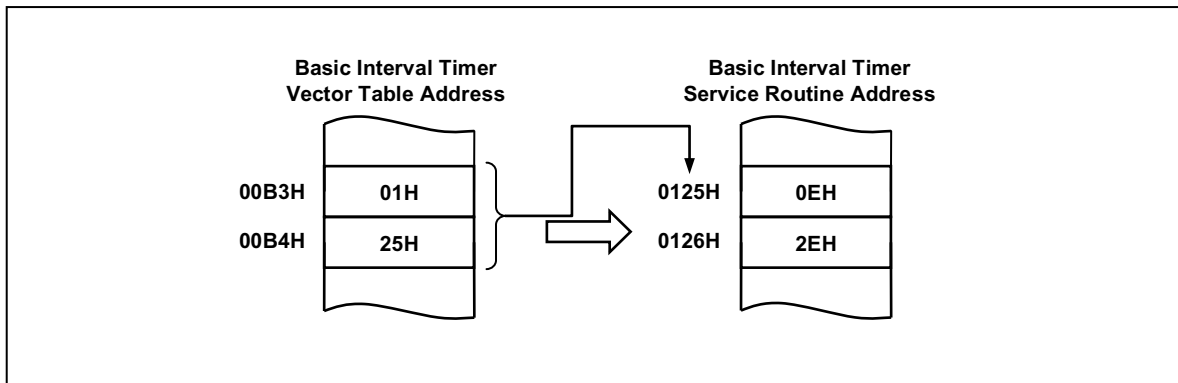 Basic Interval Timer
Vector Table Address
00B3H 01H
00B4H 25H
Basic Interval Timer
Service Routine Address
0125H 0EH
0126H 2EH